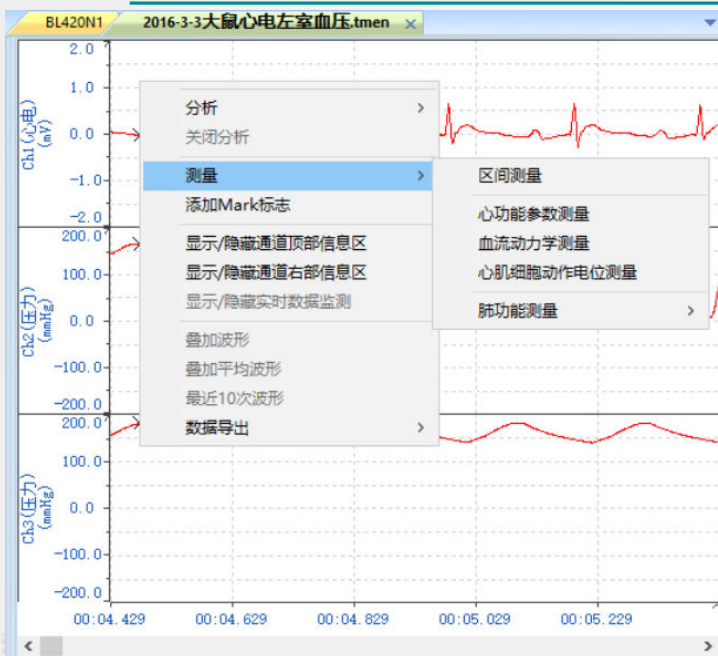 BL420N1 2016-3-3大鼠心电左室血压.tmen ×
2.0
1.0
0.0
-1.0
-2.0
Ch1(心电)
(mV)
分析 >
关闭分析
测量 >
添加Mark标志
显示/隐藏通道顶部信息区
显示/隐藏通道右部信息区
显示/隐藏实时数据监测
叠加波形
叠加平均波形
最近10次波形
数据导出 >
区间测量
心功能参数测量
血流动力学测量
心肌细胞动作电位测量
肺功能测量 >
200.0
100.0
0.0
-100.0
-200.0
Ch2(压力)
(mmHg)
200.0
100.0
0.0
-100.0
-200.0
Ch3(压力)
(mmHg)
00:04.429 00:04.629 00:04.829 00:05.029 00:05.229